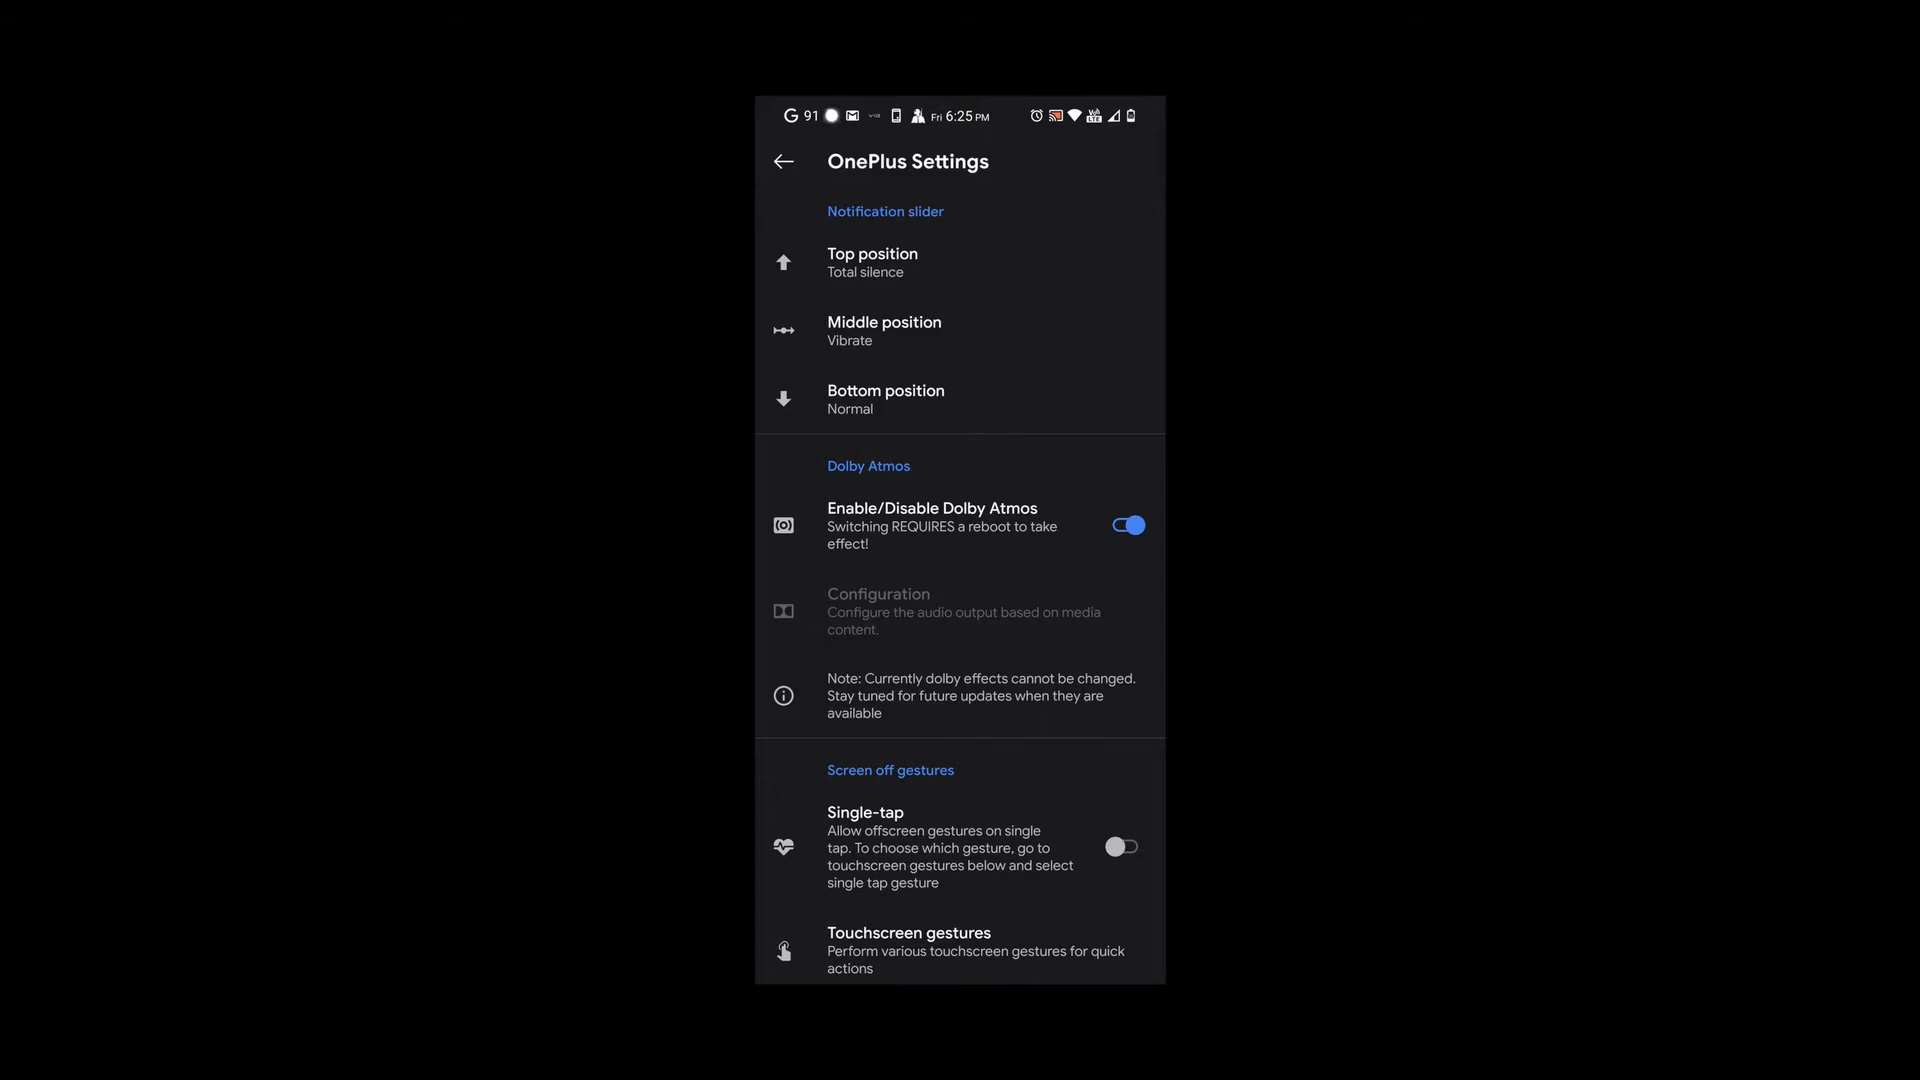 G 91 Fri 6:25 PM
OnePlus Settings
Notification slider
Top position
Total silence
Middle position
Vibrate
Bottom position
Normal
Dolby Atmos
Enable/Disable Dolby Atmos
Switching REQUIRES a reboot to take
effect!
Configuration
Configure the audio output based on media
content.
Note: Currently dolby effects cannot be changed.
Stay tuned for future updates when they are
available
Screen off gestures
Single-tap
Allow offscreen gestures on single
tap. To choose which gesture, go to
touchscreen gestures below and select
single tap gesture
Touchscreen gestures
Perform various touchscreen gestures for quick
actions